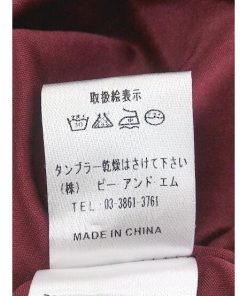 取扱絵表示
タンブラー乾燥はさけて下さい
(株) ビー アンド エム
TEL 03-3861-3761
MADE IN CHINA